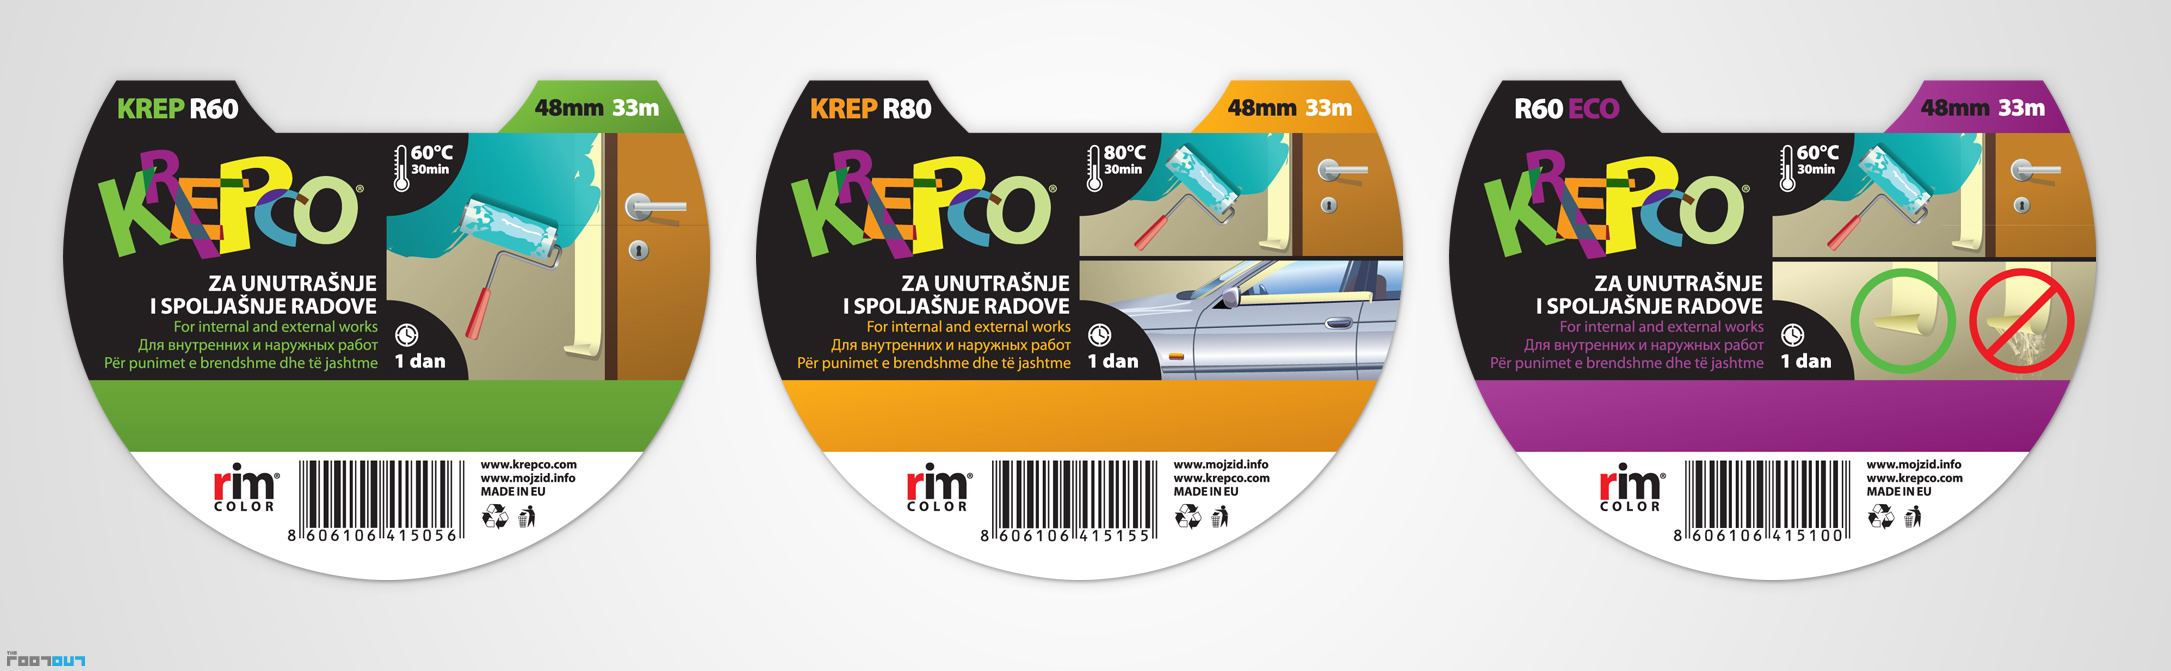 KREP R60
48mm 33m
60°C
30min
KREPCO®
ZA UNUTRAŠNJE
I SPOLJAŠNJE RADOVE
For internal and external works
Для внутренних и наружных работ
Për punimet e brendshme dhe të jashtme
1 dan
rim®
COLOR
8 606106 415056
www.krepco.com
www.mojzid.info
MADE IN EU
KREP R80
48mm 33m
80°C
30min
KREPCO®
ZA UNUTRAŠNJE
I SPOLJAŠNJE RADOVE
For internal and external works
Для внутренних и наружных работ
Për punimet e brendshme dhe të jashtme
1 dan
rim®
COLOR
8 606106 415155
www.mojzid.info
www.krepco.com
MADE IN EU
R60 ECO
48mm 33m
60°C
30min
KREPCO®
ZA UNUTRAŠNJE
I SPOLJAŠNJE RADOVE
For internal and external works
Для внутренних и наружных работ
Për punimet e brendshme dhe të jashtme
1 dan
rim®
COLOR
8 606106 415100
www.mojzid.info
www.krepco.com
MADE IN EU
THE
ROOTOUT